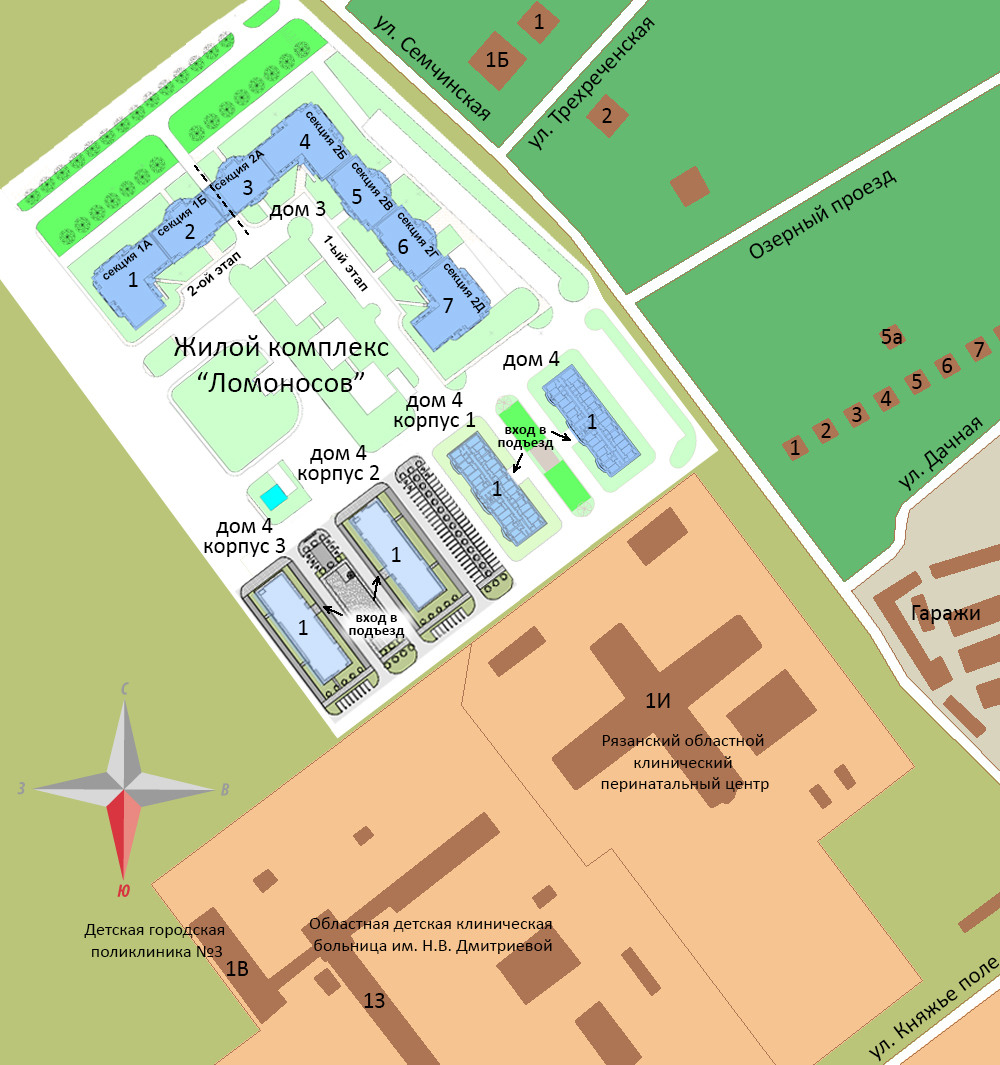 ул. Семчинская
1
1Б
ул. Трехреченская
2
Озерный проезд
секция 1А
1
секция 1Б
2
секция 2А
3
секция 2Б
4
секция 2В
5
секция 2Г
6
секция 2Д
7
дом 3
2-ой этап
1-ый этап
Жилой комплекс
“Ломоносов”
дом 4
1
дом 4
корпус 1
1
вход в
подъезд
дом 4
корпус 2
1
дом 4
корпус 3
1
вход в
подъезд
5а
1
2
3
4
5
6
7
ул. Дачная
Гаражи
С
З
В
Ю
1И
Рязанский областной
клинический
перинатальный центр
Детская городская
поликлиника №3
1В
Областная детская клиническая
больница им. Н.В. Дмитриевой
13
ул. Княжье поле